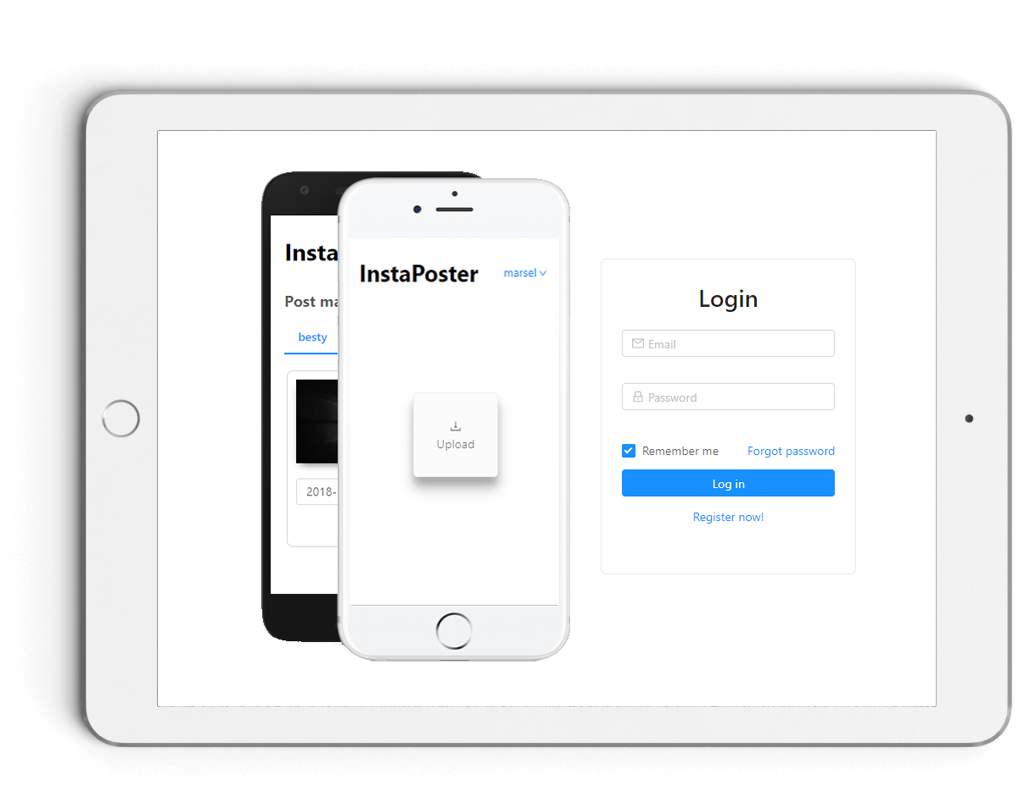 Insta
Post ma
besty
2018-
InstaPoster
marsel
Upload
Login
Email
Password
Remember me
Forgot password
Log in
Register now!